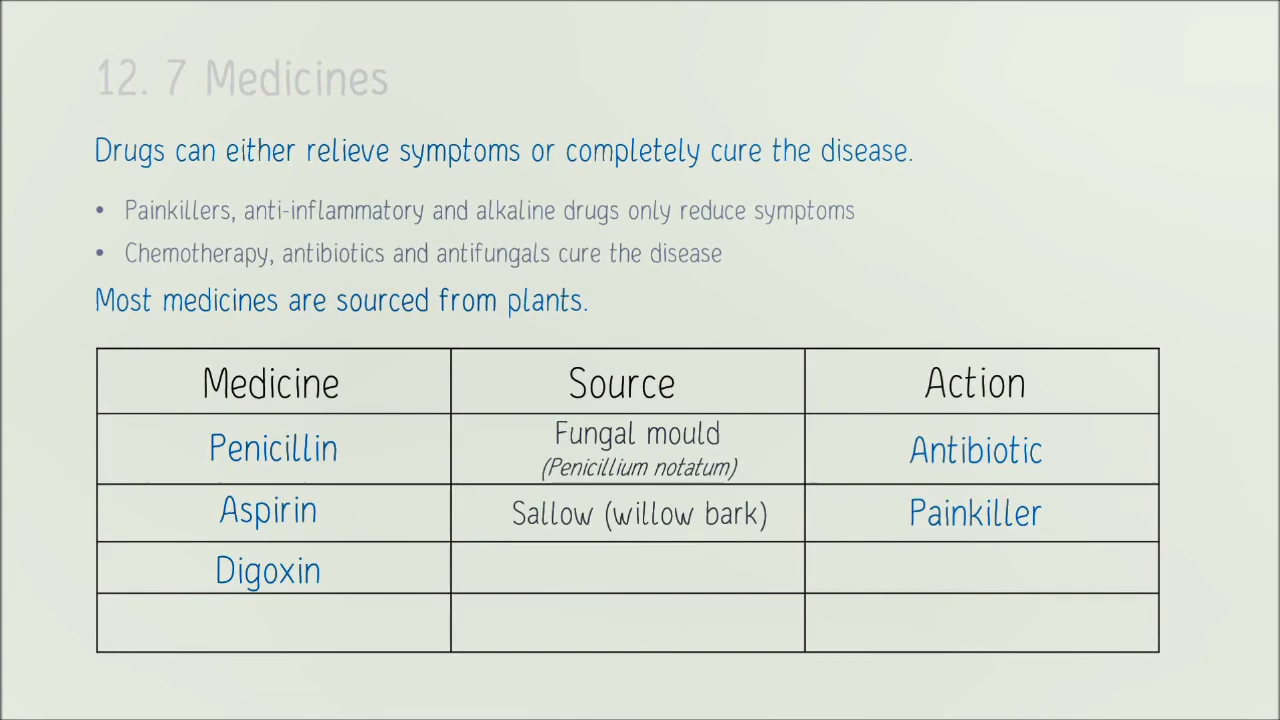 12. 7 Medicines
Drugs can either relieve symptoms or completely cure the disease.
• Painkillers, anti-inflammatory and alkaline drugs only reduce symptoms
• Chemotherapy, antibiotics and antifungals cure the disease
Most medicines are sourced from plants.
Medicine Source Action
Penicillin Fungal mould Antibiotic
(Penicillium notatum)
Aspirin Sallow (willow bark) Painkiller
Digoxin